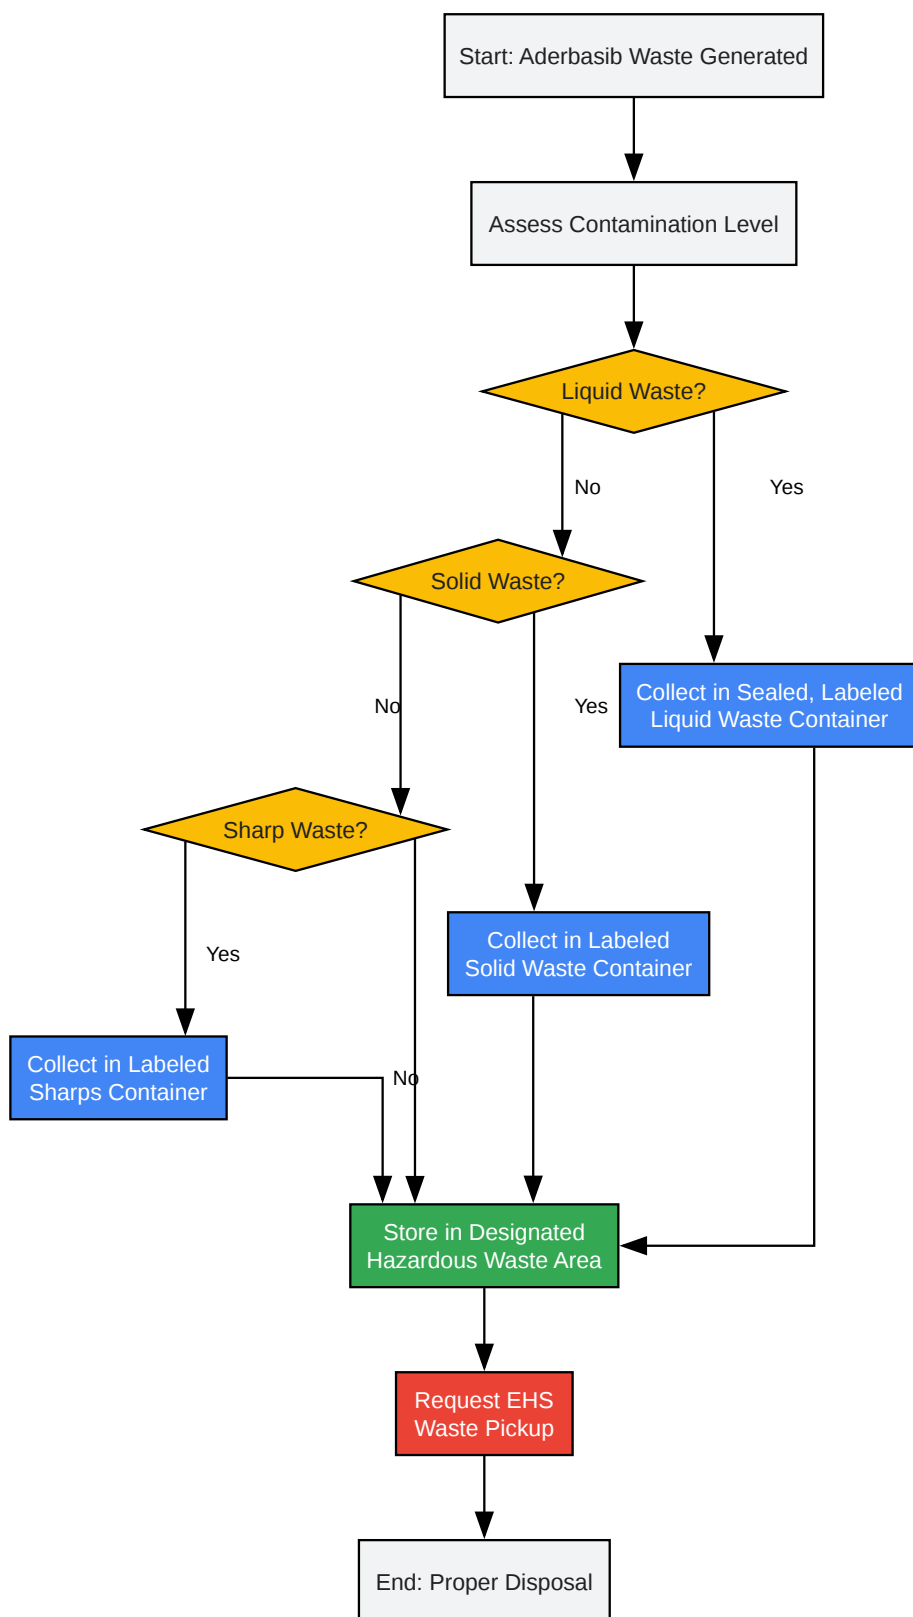 Start: Aderbasib Waste Generated
Assess Contamination Level
Liquid Waste?
No
Yes
Solid Waste?
No
Yes
Collect in Sealed, Labeled
Liquid Waste Container
Sharp Waste?
Yes
Collect in Labeled
Solid Waste Container
Collect in Labeled
Sharps Container
No
Store in Designated
Hazardous Waste Area
Request EHS
Waste Pickup
End: Proper Disposal